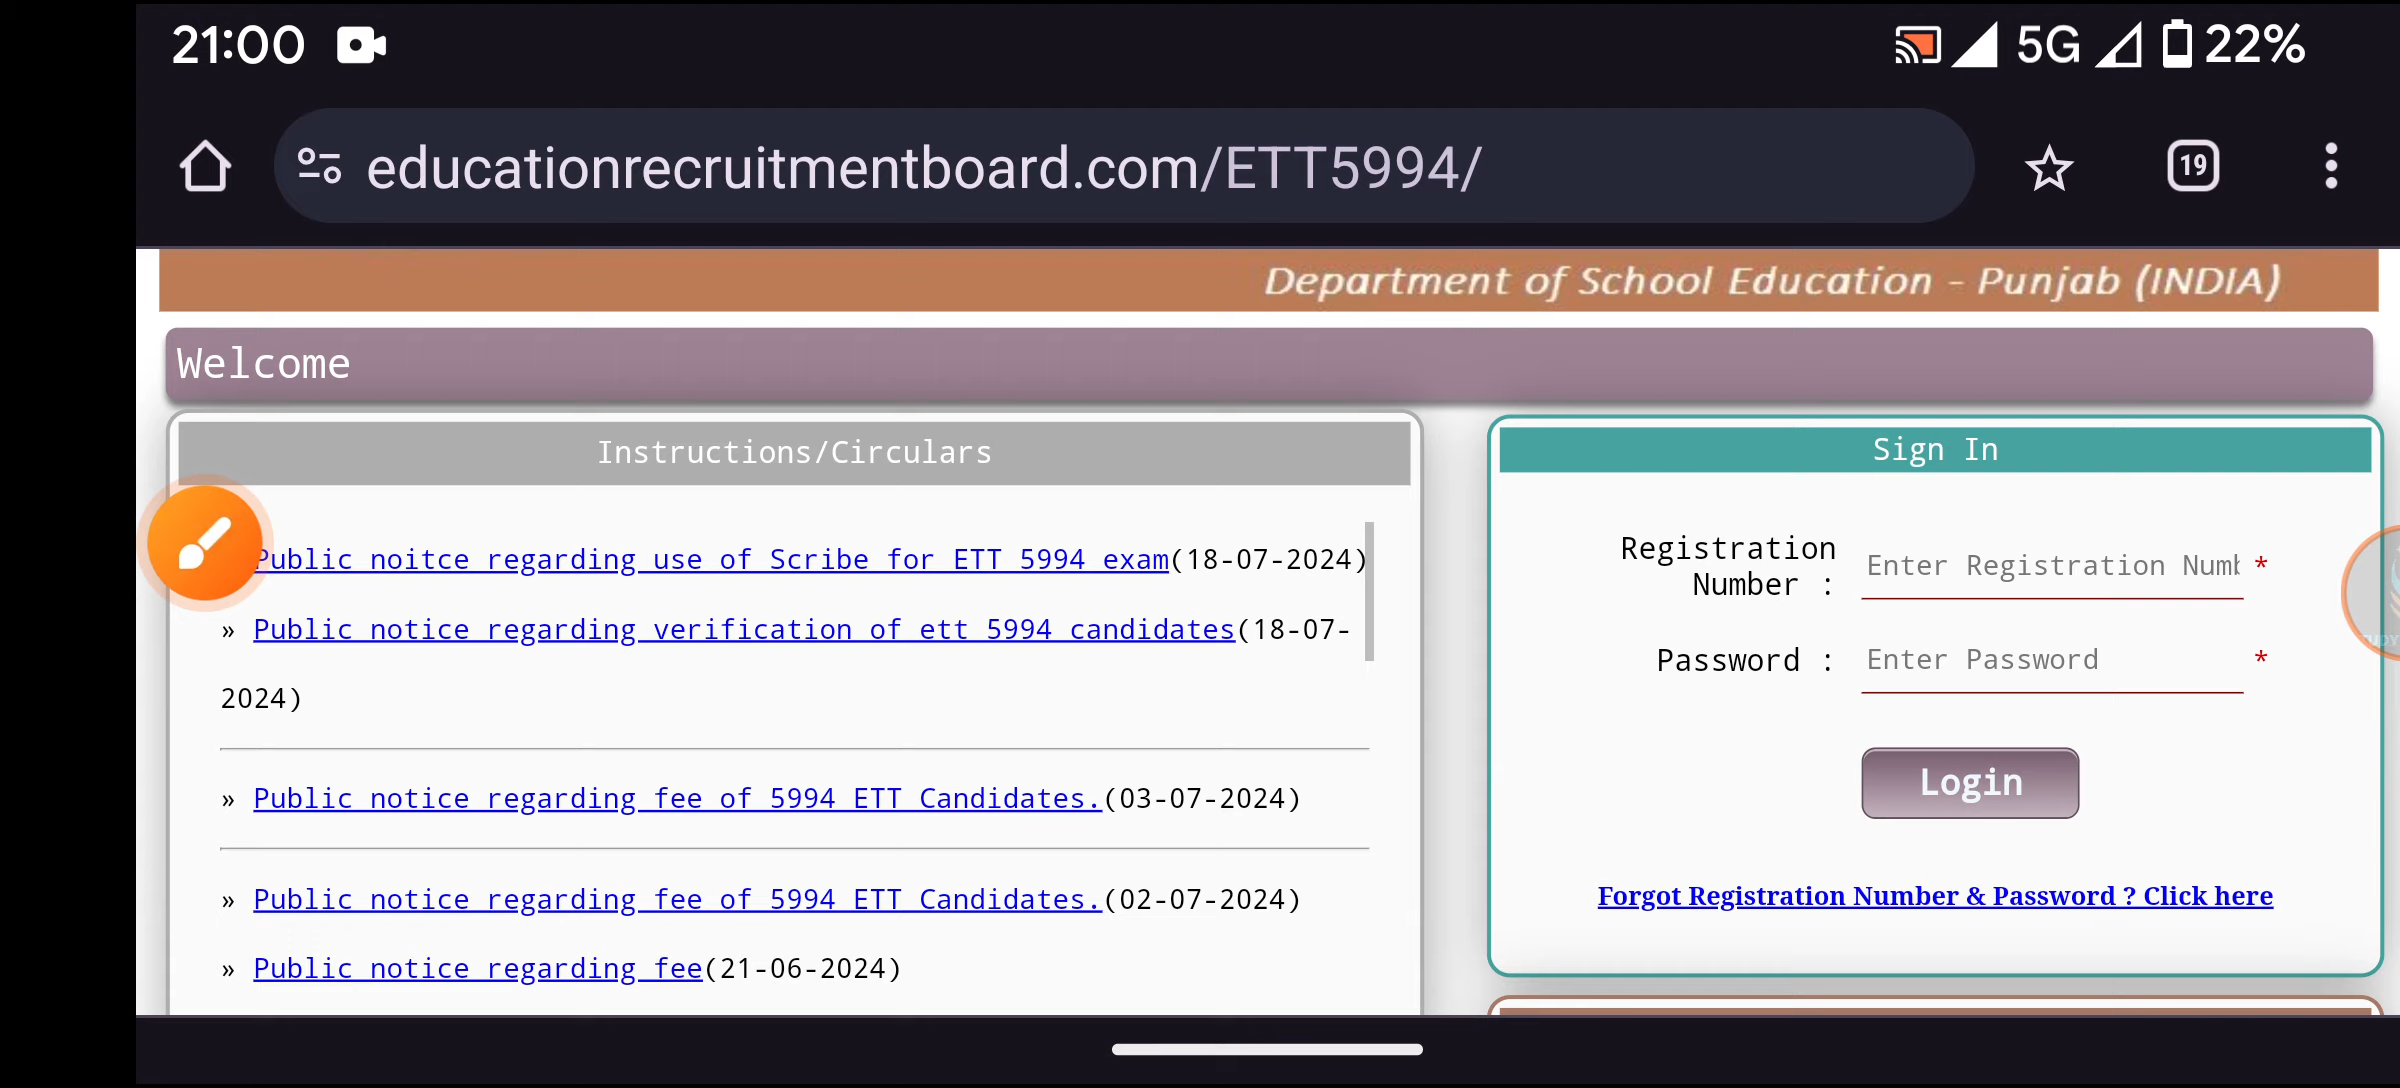 21:00
5G 22%
educationrecruitmentboard.com/ETT5994/
19
Department of School Education - Punjab (INDIA)
Welcome
Instructions/Circulars
Public noitce regarding use of Scribe for ETT 5994 exam(18-07-2024)
» Public notice regarding verification of ett 5994 candidates(18-07-
2024)
» Public notice regarding fee of 5994 ETT Candidates.(03-07-2024)
» Public notice regarding fee of 5994 ETT Candidates.(02-07-2024)
» Public notice regarding fee(21-06-2024)
Sign In
Registration
Number :
Enter Registration Numb *
Password : Enter Password *
Login
Forgot Registration Number & Password ? Click here